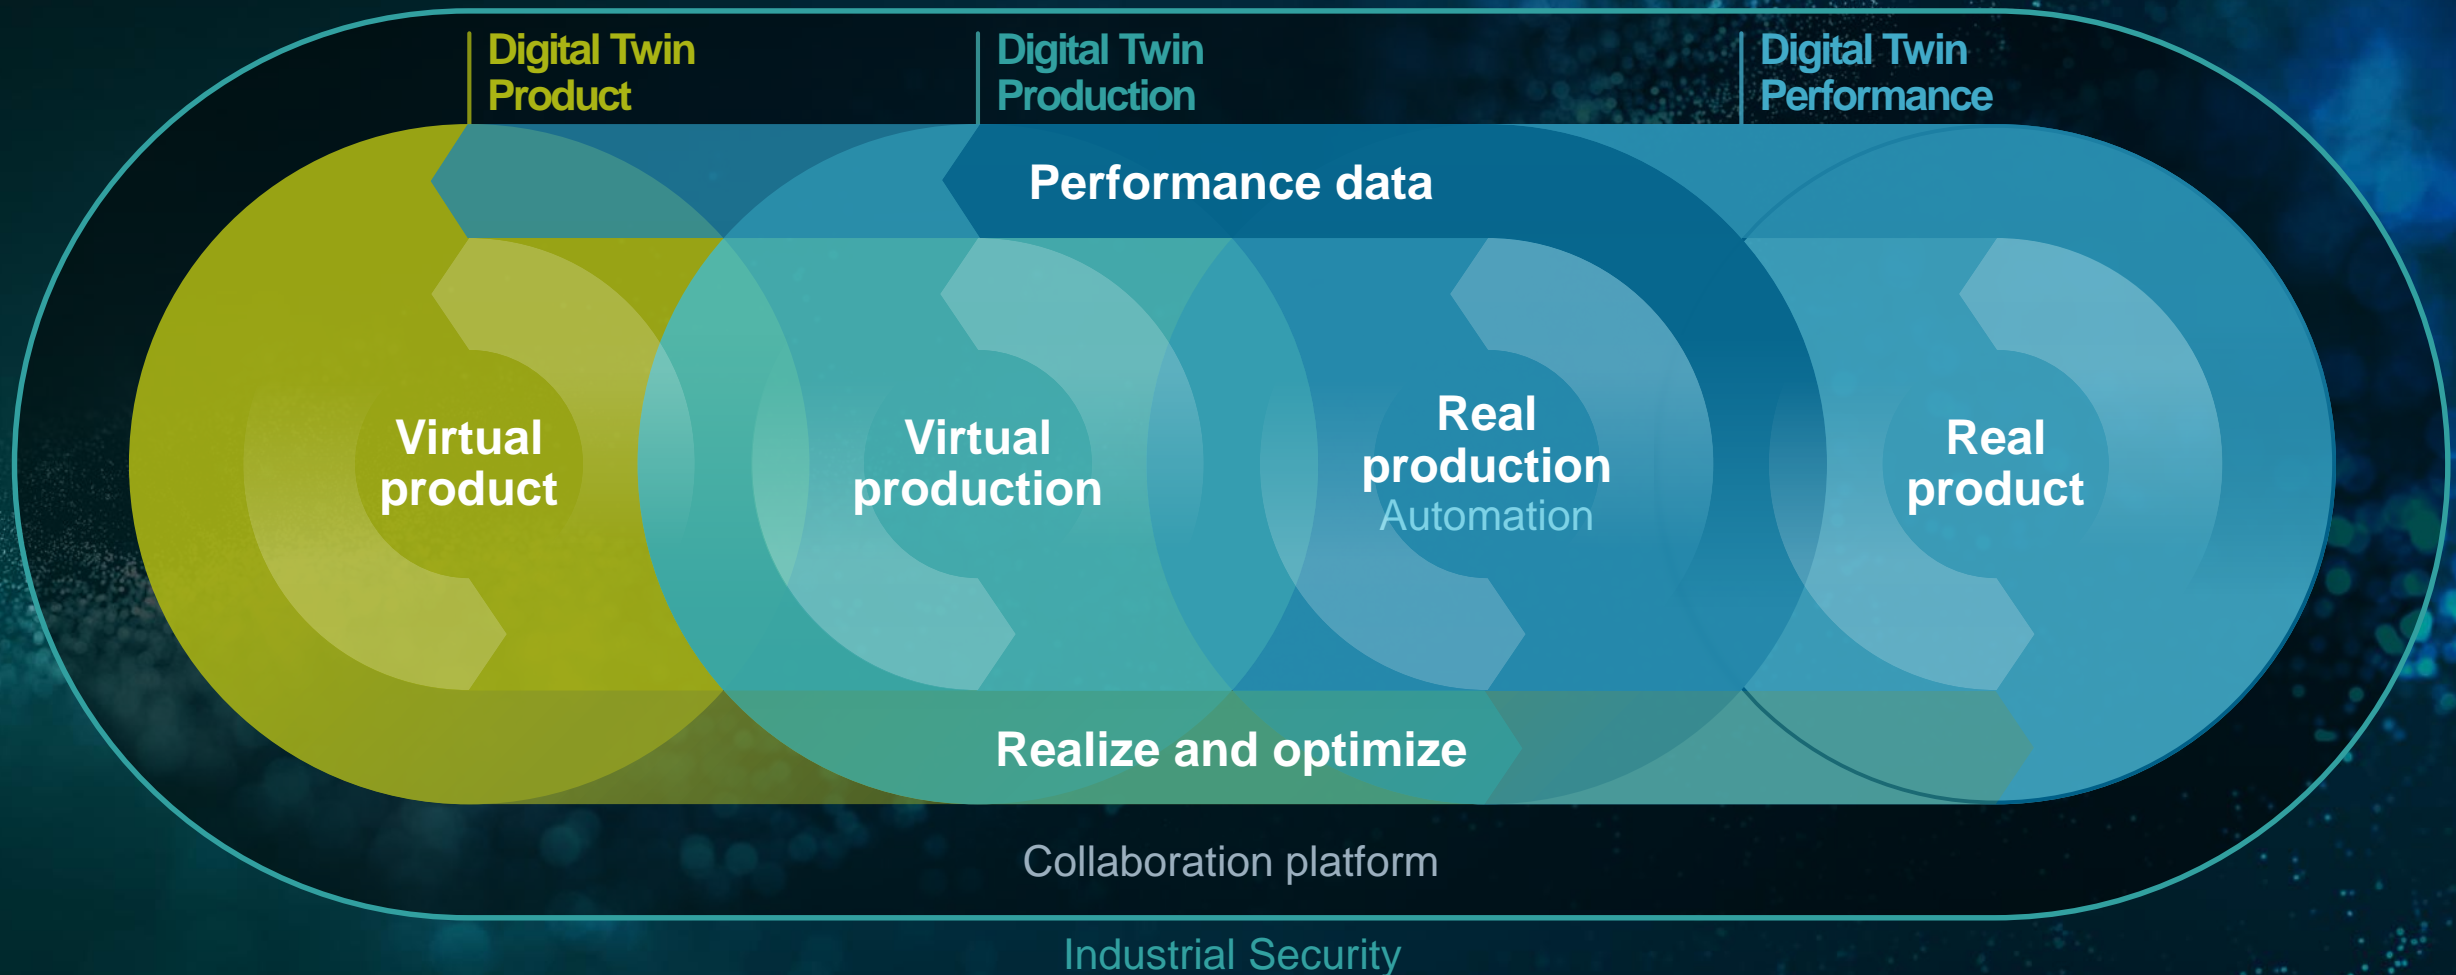 Digital Twin
Product
Digital Twin
Production
Digital Twin
Performance
Performance data
Virtual
product
Virtual
production
Real
production
Automation
Real
product
Realize and optimize
Collaboration platform
Industrial Security